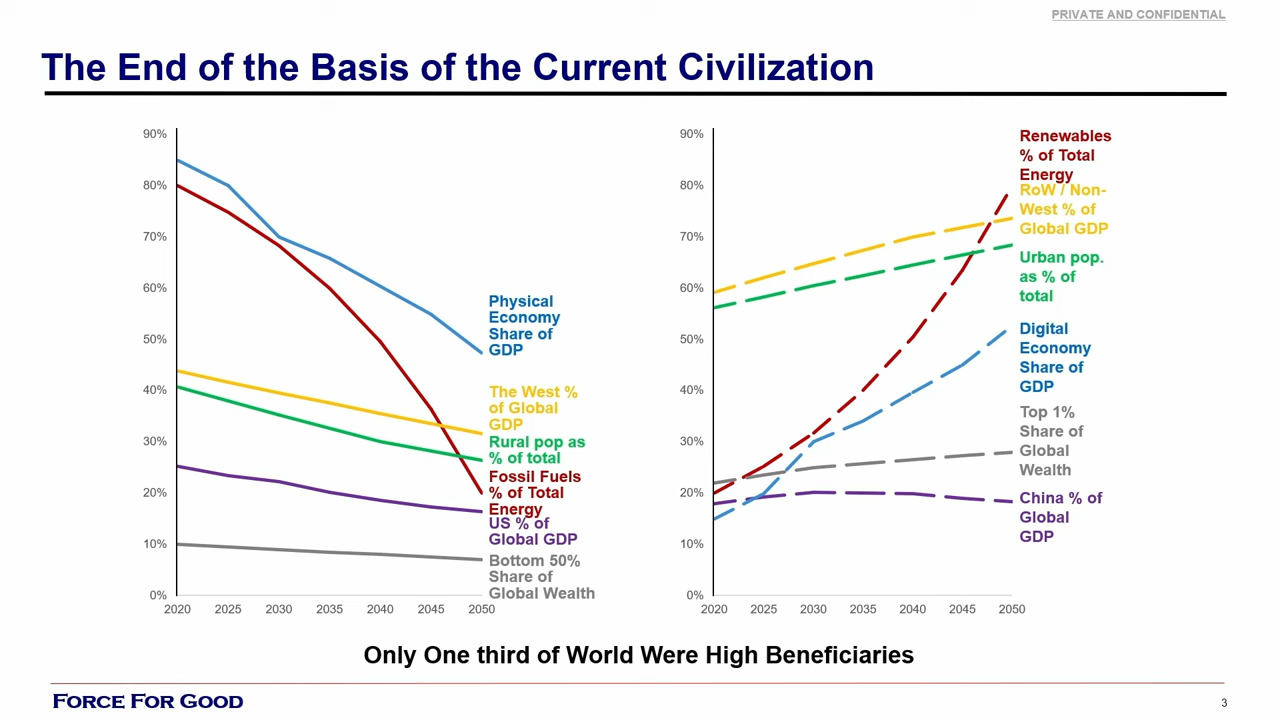 PRIVATE AND CONFIDENTIAL
The End of the Basis of the Current Civilization
90%
80%
70%
60%
50%
40%
30%
20%
10%
0%
2020 2025 2030 2035 2040 2045 2050
Physical
Economy
Share of
GDP
The West %
of Global
GDP
Rural pop as
% of total
Fossil Fuels
% of Total
Energy
US % of
Global GDP
Bottom 50%
Share of
Global Wealth
90%
80%
70%
60%
50%
40%
30%
20%
10%
0%
2020 2025 2030 2035 2040 2045 2050
Renewables
% of Total
Energy
RoW / Non-
West % of
Global GDP
Urban pop.
as % of
total
Digital
Economy
Share of
GDP
Top 1%
Share of
Global
Wealth
China % of
Global
GDP
Only One third of World Were High Beneficiaries
FORCE FOR GOOD
3